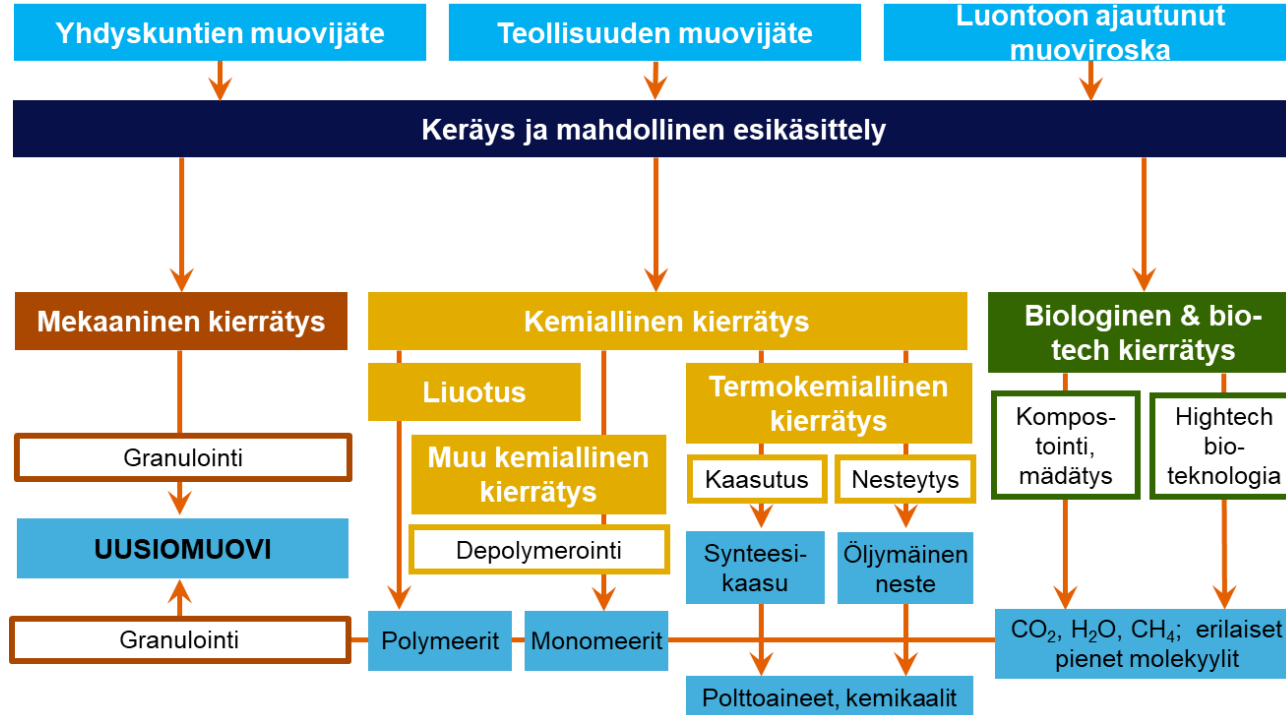 Yhdyskuntien muovijäte
Teollisuuden muovijäte
Luontoon ajautunut
muoviroska
Keräys ja mahdollinen esikäsittely
Mekaaninen kierrätys
Kemiallinen kierrätys
Biologinen & bio-
tech kierrätys
Liuotus
Termokemiallinen
kierrätys
Kompos-
tointi,
mädätys
Hightech
bio-
teknologia
Granulointi
Muu kemiallinen
kierrätys
Kaasutus
Nesteytys
UUSIOMUOVI
Depolymerointi
Synteesi-
kaasu
Öljymäinen
neste
Granulointi
Polymeerit
Monomeerit
CO₂, H₂O, CH₄; erilaiset
pienet molekyylit
Polttoaineet, kemikaalit